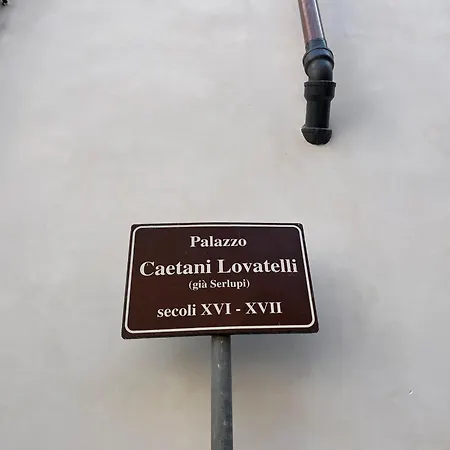 Palazzo
Caetani Lovatelli
(già Serlupi)
secoli XVI - XVII